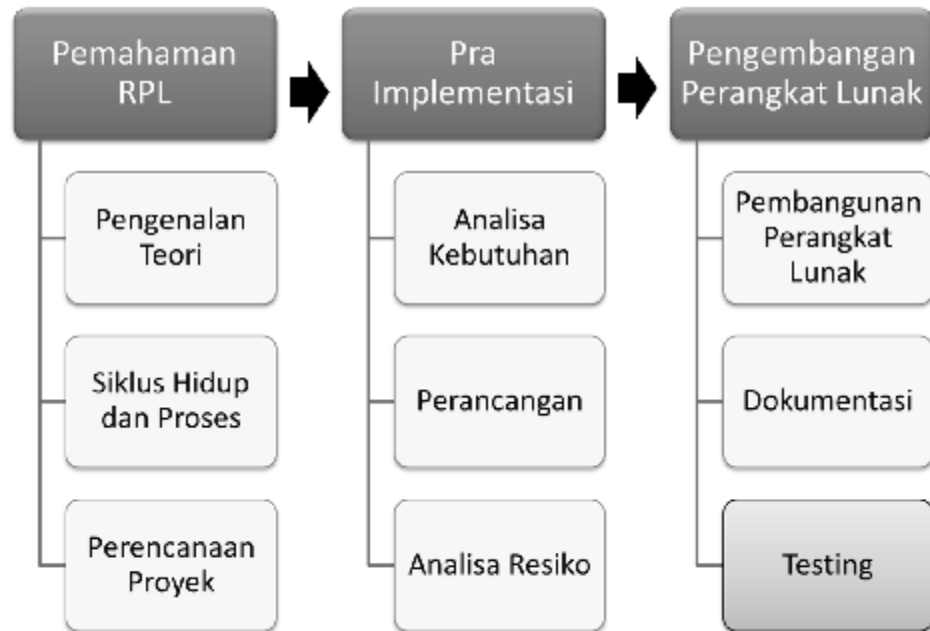 Pemahaman
RPL
Pengenalan
Teori
Siklus Hidup
dan Proses
Perencanaan
Proyek
Pra
Implementasi
Analisa
Kebutuhan
Perancangan
Analisa Resiko
Pengembangan
Perangkat Lunak
Pembangunan
Perangkat
Lunak
Dokumentasi
Testing